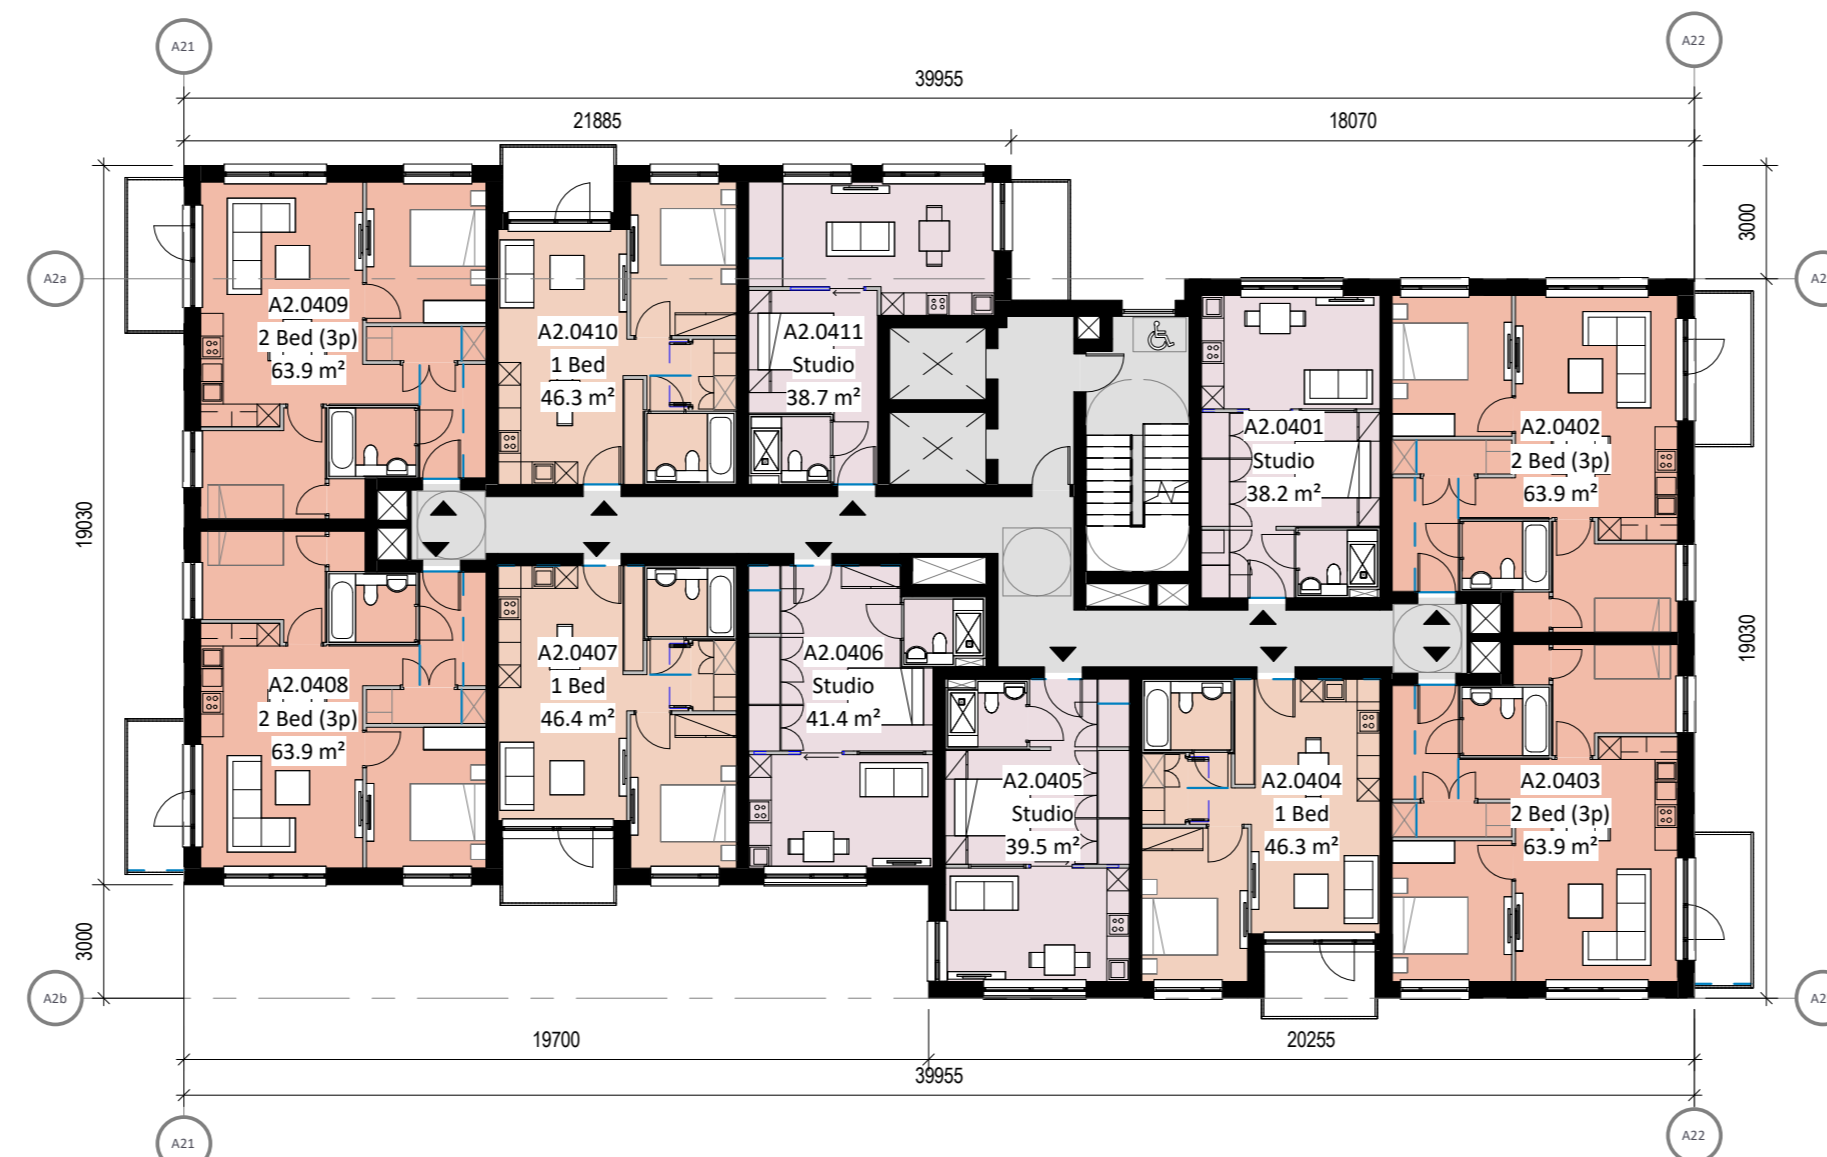 A21
A22
39955
21885
18070
3000
A2a
A2
19030
19030
A2.0409
2 Bed (3p)
63.9 m²
A2.0410
1 Bed
46.3 m²
A2.0411
Studio
38.7 m²
A2.0401
Studio
38.2 m²
A2.0402
2 Bed (3p)
63.9 m²
A2.0408
2 Bed (3p)
63.9 m²
A2.0407
1 Bed
46.4 m²
A2.0406
Studio
41.4 m²
A2.0405
Studio
39.5 m²
A2.0404
1 Bed
46.3 m²
A2.0403
2 Bed (3p)
63.9 m²
3000
A2b
A2
19700
20255
39955
A21
A22